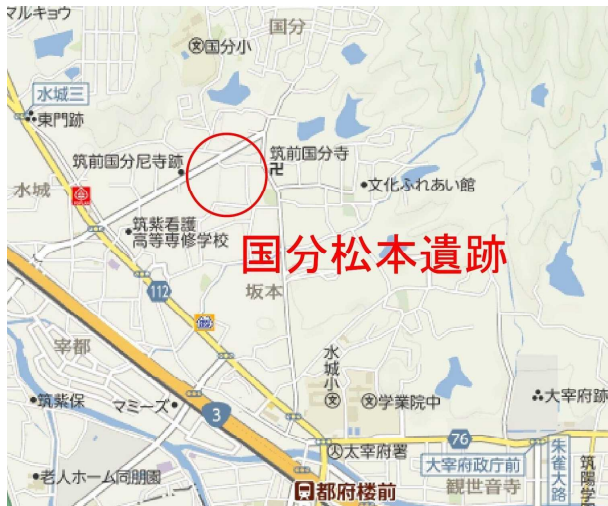 マルキョウ
国分
国分小
水城三
東門跡
筑前国分尼寺跡
筑前国分寺
水城
文化ふれあい館
筑紫看護
高等専修学校
国分松本遺跡
112
坂本
宰都
水城小
筑紫保
マミーズ
3
学業院中
大宰府跡
76
太宰府署
大宰府政庁前
朱雀大路
筑陽学
観世音寺
老人ホーム同朋園
都府楼前